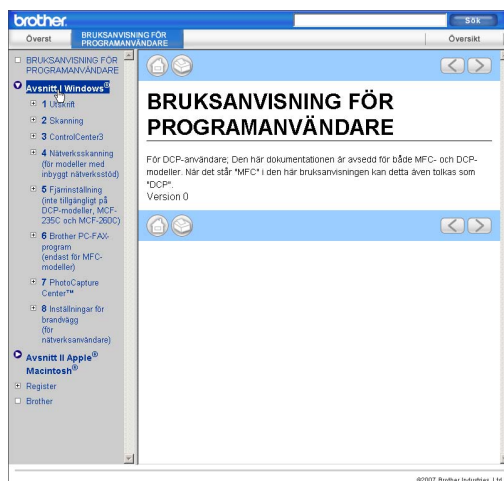 brother
Sök
Överst
BRUKSANVISNING FÖR
PROGRAMANVÄNDARE
Översikt
BRUKSANVISNING FÖR
PROGRAMANVÄNDARE
Avsnitt I Windows®
1 Utskrift
2 Skanning
3 ControlCenter3
4 Nätverksskanning
(för modeller med
inbyggt nätverksstöd)
5 Fjärrinställning
(inte tillgängligt på
DCP-modeller, MCF-
235C och MCF-260C)
6 Brother PC-FAX-
program
(endast för MFC-
modeller)
7 PhotoCapture
Center™
8 Inställningar för
brandvägg
(för
nätverksanvändare)
Avsnitt II Apple®
Macintosh®
Register
Brother
BRUKSANVISNING FÖR
PROGRAMANVÄNDARE
För DCP-användare; Den här dokumentationen är avsedd för både MFC- och DCP-
modeller. När det står "MFC" i den här bruksanvisningen kan detta även tolkas som
"DCP".
Version 0
©2007 Brother Industries, Ltd.